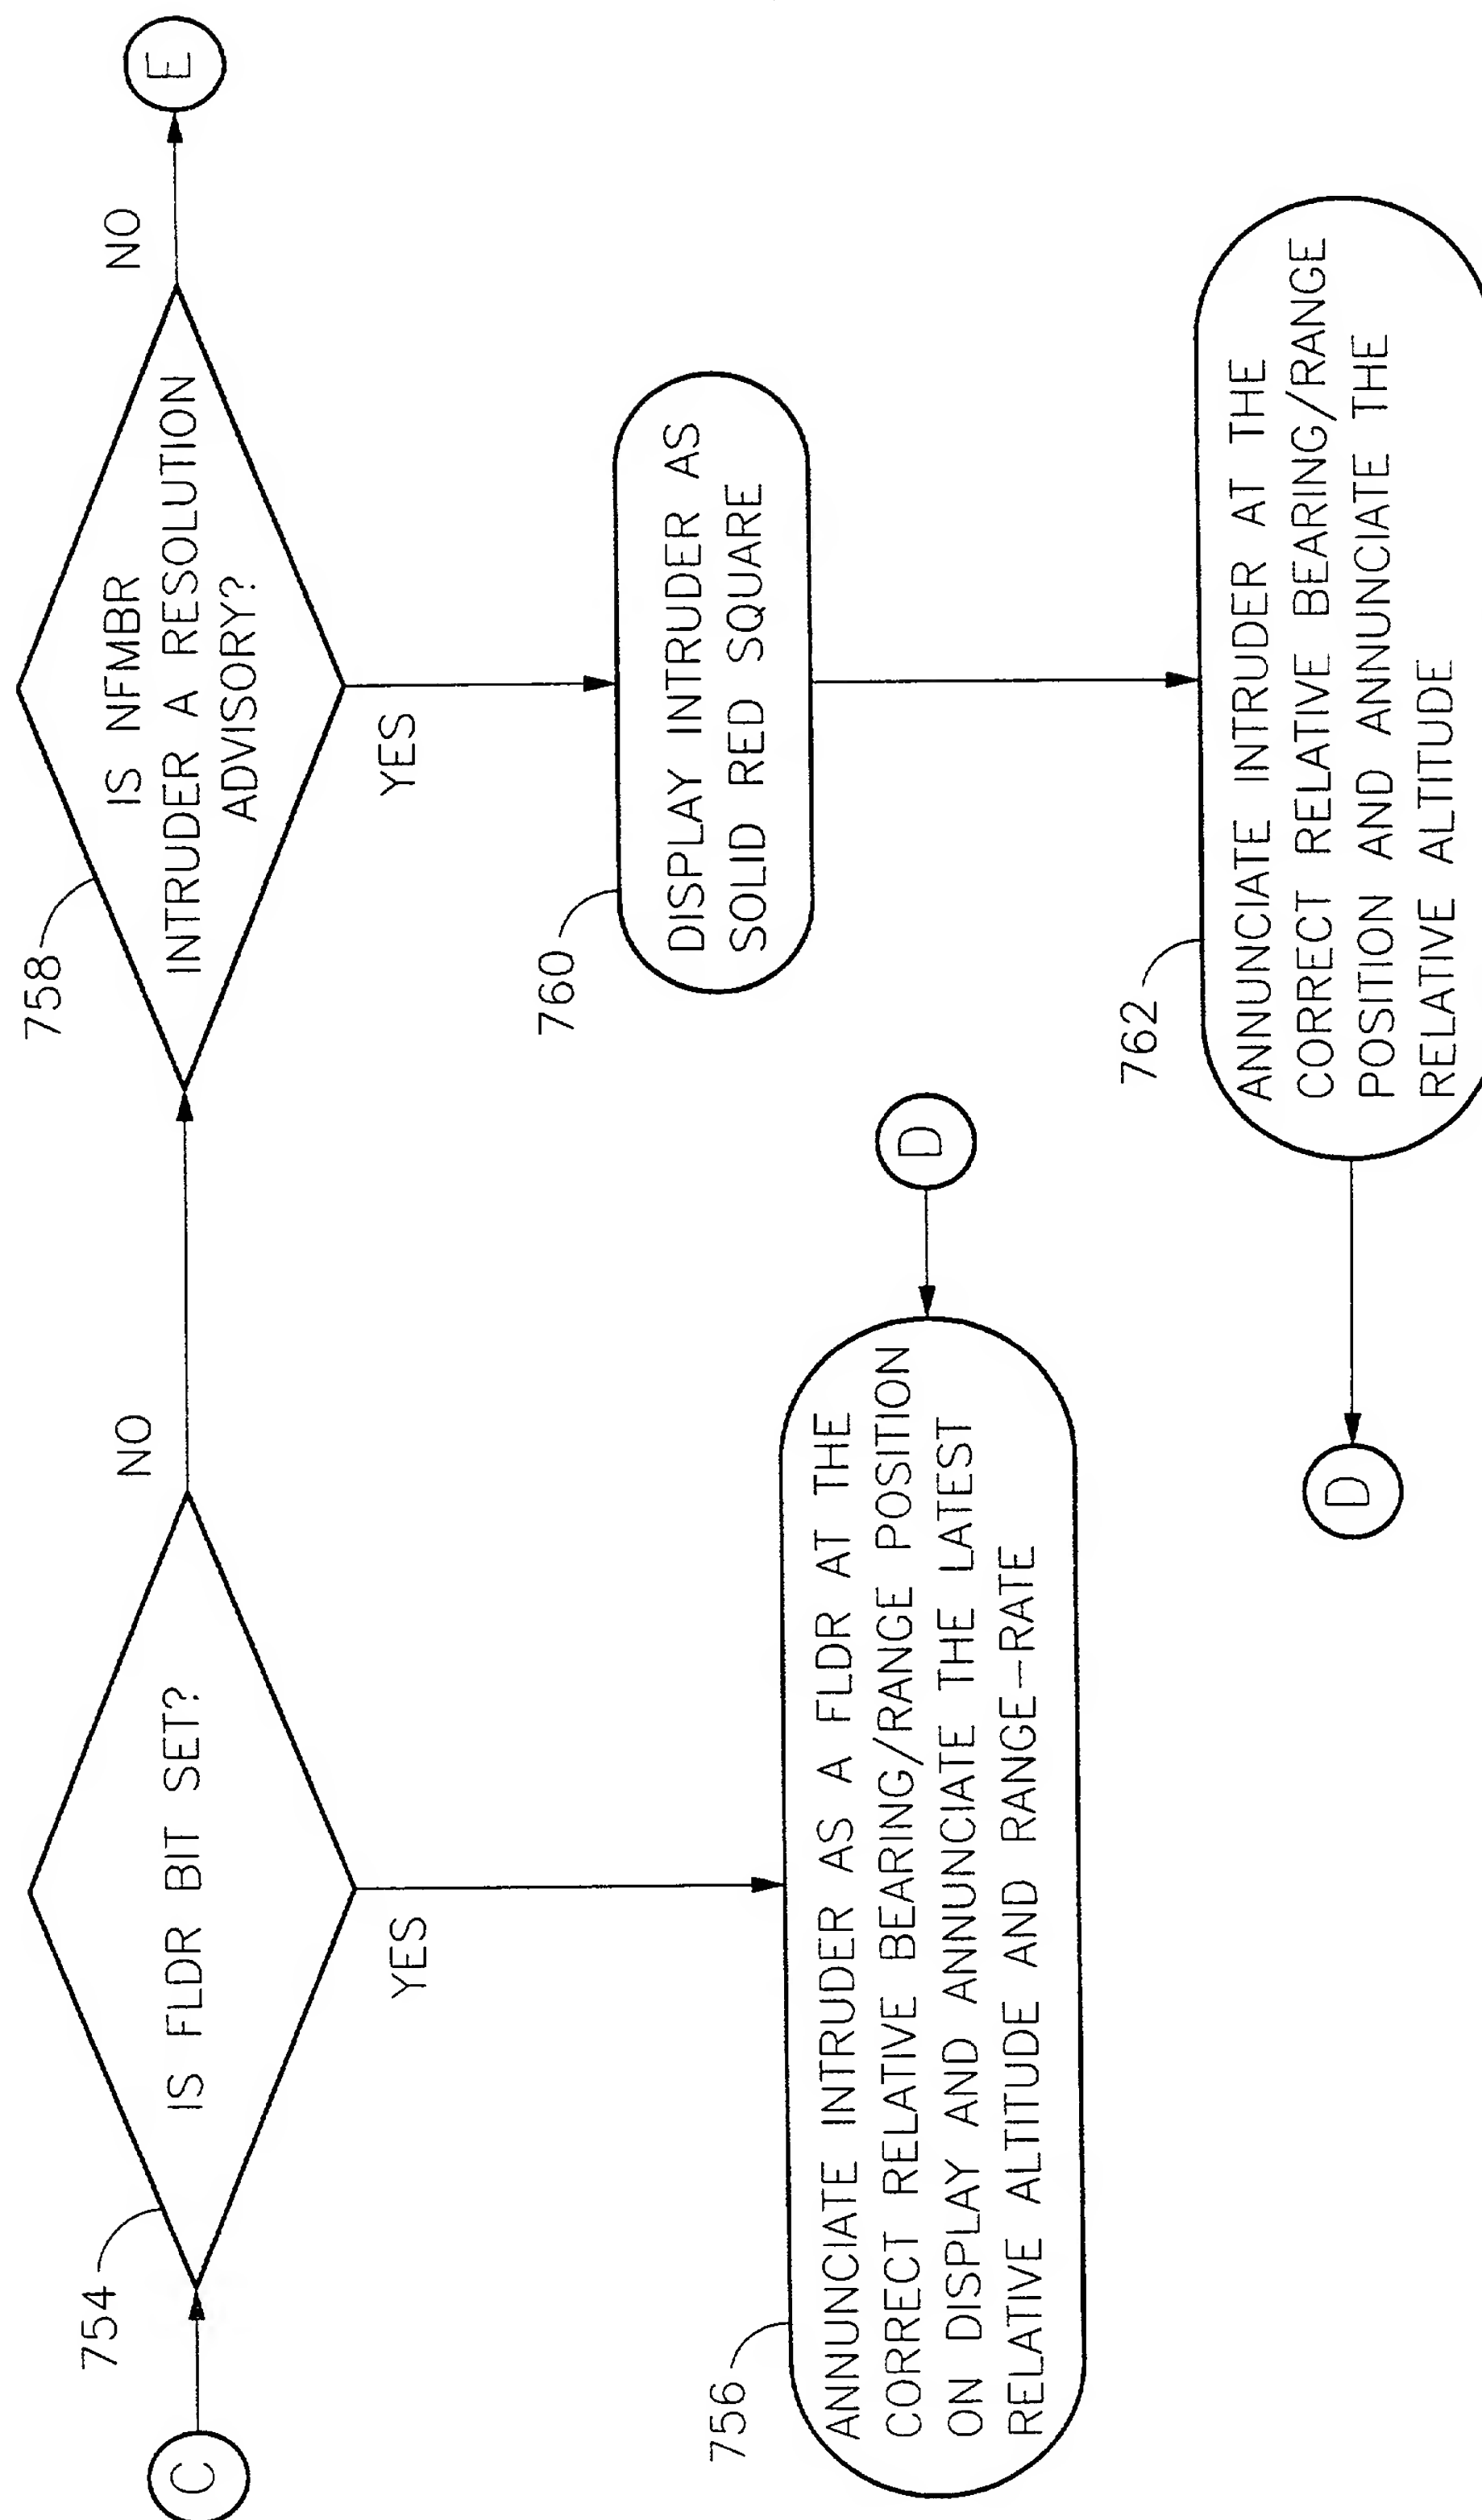 C
754
IS FLDR BIT SET?
NO
YES
756
ANNUNCIATE INTRUDER AS A FLDR AT THE
CORRECT RELATIVE BEARING/RANGE POSITION
ON DISPLAY AND ANNUNCIATE THE LATEST
RELATIVE ALTITUDE AND RANGE-RATE
D
758
IS NFMBR
INTRUDER A RESOLUTION
ADVISORY?
NO
E
YES
760
DISPLAY INTRUDER AS
SOLID RED SQUARE
762
ANNUNCIATE INTRUDER AT THE
CORRECT RELATIVE BEARING/RANGE
POSITION AND ANNUNCIATE THE
RELATIVE ALTITUDE
D